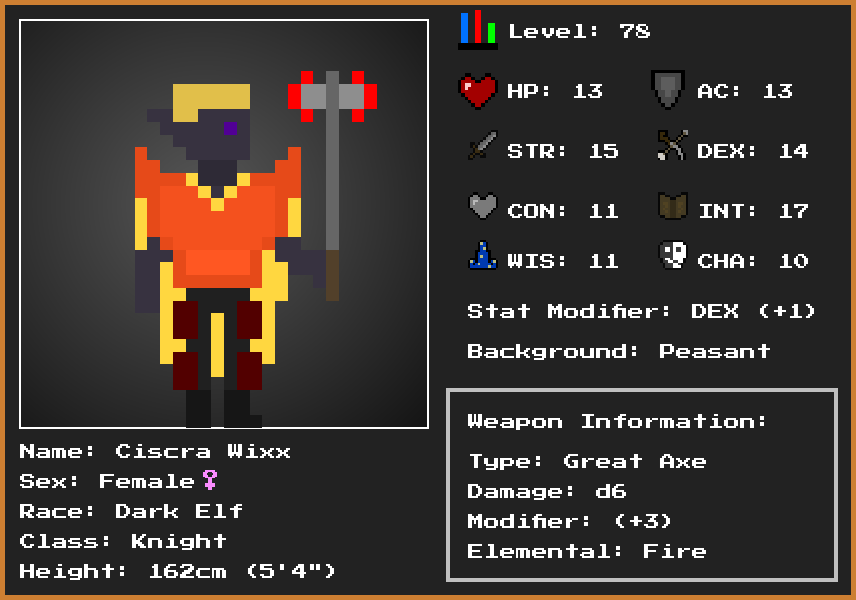 Level: 78
HP: 13
AC: 13
STR: 15
DEX: 14
CON: 11
INT: 17
WIS: 11
CHA: 10
Stat Modifier: DEX (+1)
Background: Peasant
Weapon Information:
Type: Great Axe
Damage: d6
Modifier: (+3)
Elemental: Fire
Name: Ciscra Wixx
Sex: Female♀
Race: Dark Elf
Class: Knight
Height: 162cm (5'4")